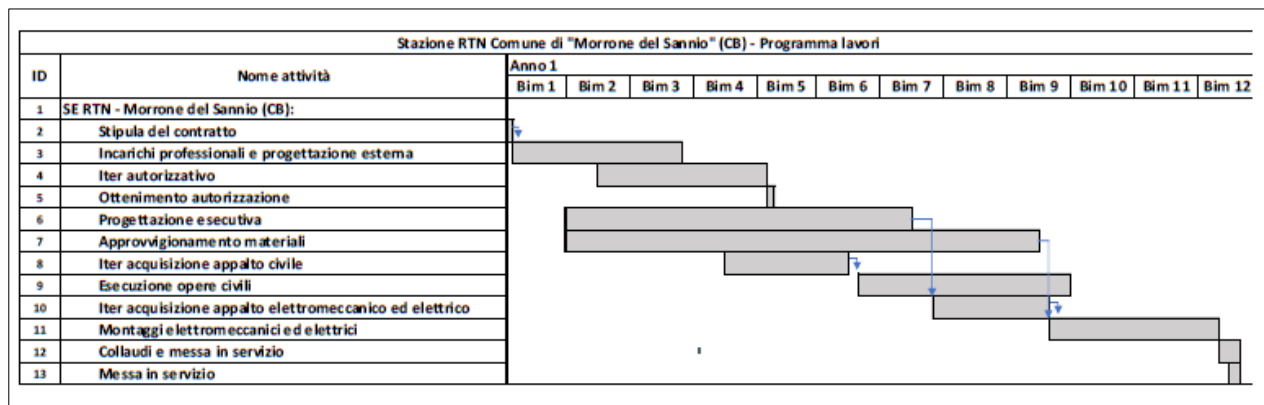 Stazione RTN Comune di "Morrone del Sannio" (CB) - Programma lavori
ID Nome attività Anno 1
Bim 1 Bim 2 Bim 3 Bim 4 Bim 5 Bim 6 Bim 7 Bim 8 Bim 9 Bim 10 Bim 11 Bim 12
1 SE RTN - Morrone del Sannio (CB):
2 Stipula del contratto
3 Incarichi professionali e progettazione esterna
4 Iter autorizzativo
5 Ottenimento autorizzazione
6 Progettazione esecutiva
7 Approvvigionamento materiali
8 Iter acquisizione appalto civile
9 Esecuzione opere civili
10 Iter acquisizione appalto elettromeccanico ed elettrico
11 Montaggi elettromeccanici ed elettrici
12 Collaudi e messa in servizio
13 Messa in servizio